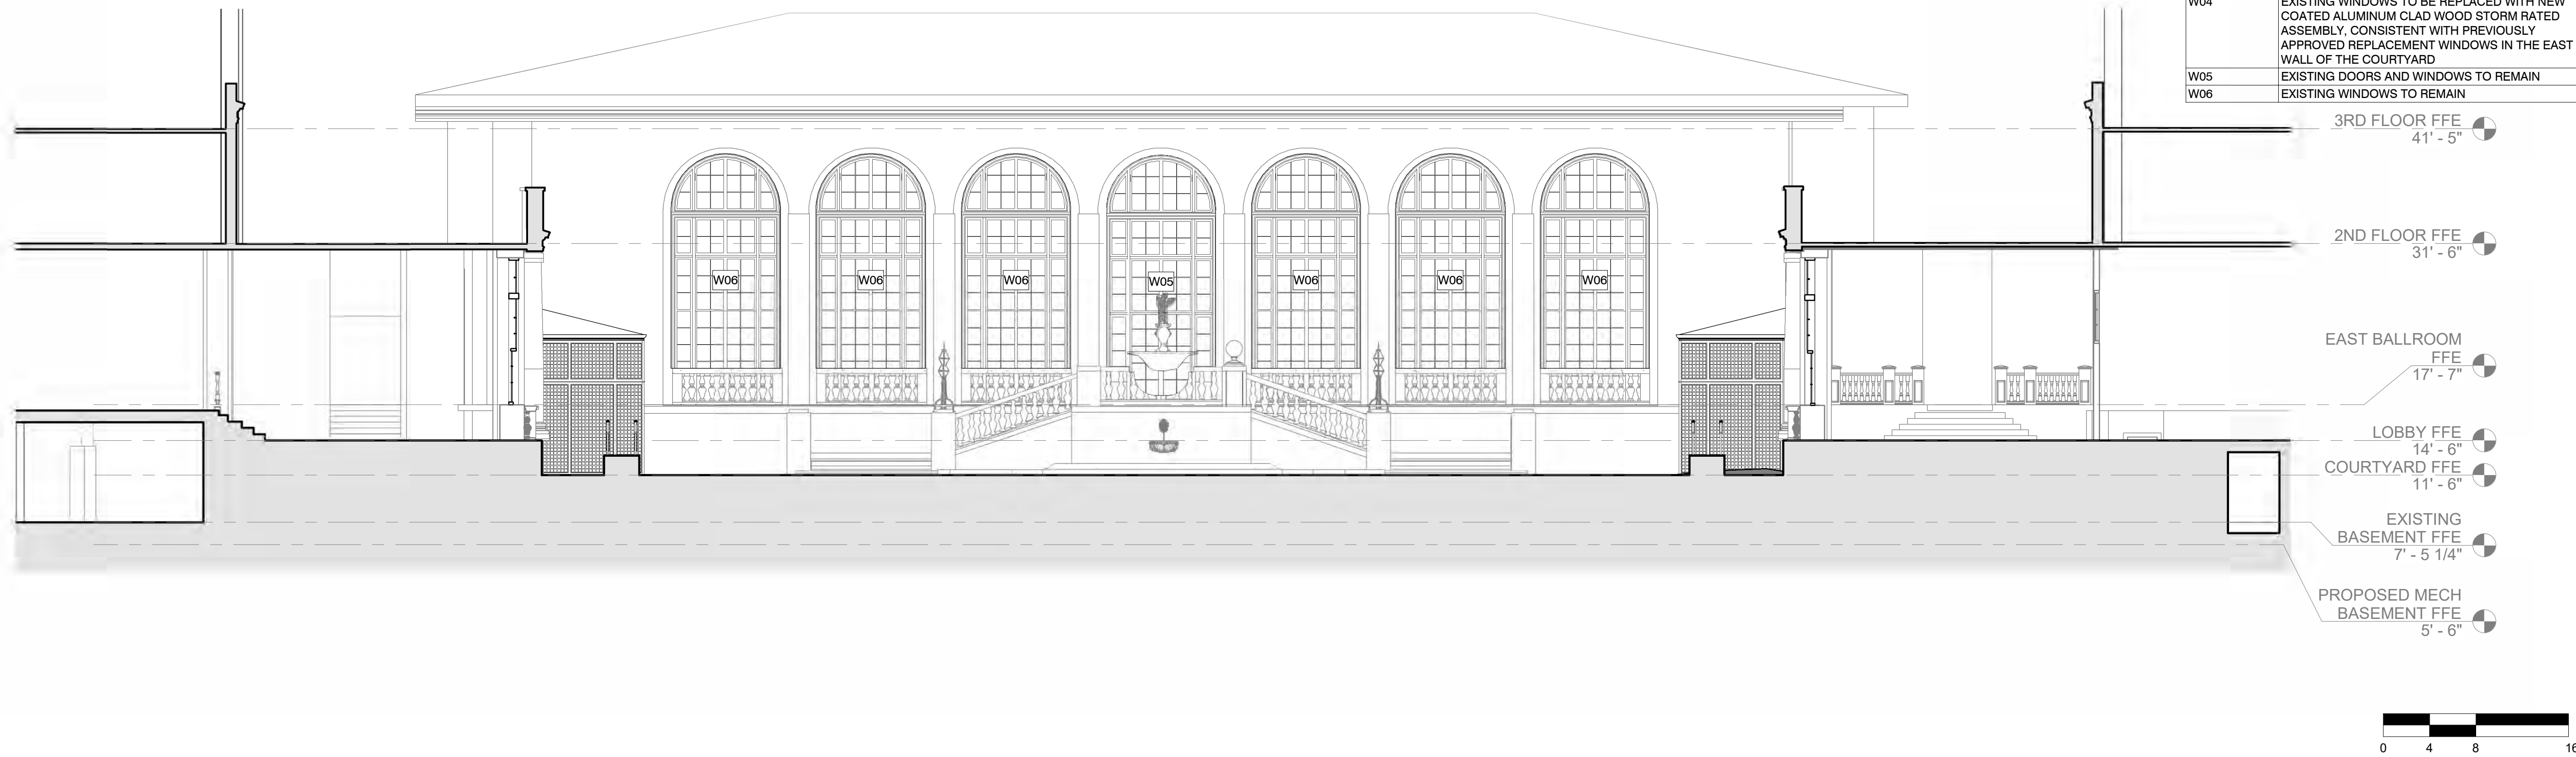 W04 EXISTING WINDOWS TO BE REPLACED WITH NEW
COATED ALUMINUM CLAD WOOD STORM RATED
ASSEMBLY, CONSISTENT WITH PREVIOUSLY
APPROVED REPLACEMENT WINDOWS IN THE EAST
WALL OF THE COURTYARD
W05 EXISTING DOORS AND WINDOWS TO REMAIN
W06 EXISTING WINDOWS TO REMAIN
3RD FLOOR FFE
41' - 5"
2ND FLOOR FFE
31' - 6"
W06 W06 W06 W05 W06 W06 W06
EAST BALLROOM
FFE
17' - 7"
LOBBY FFE
14' - 6"
COURTYARD FFE
11' - 6"
EXISTING
BASEMENT FFE
7' - 5 1/4"
PROPOSED MECH
BASEMENT FFE
5' - 6"
0 4 8 16